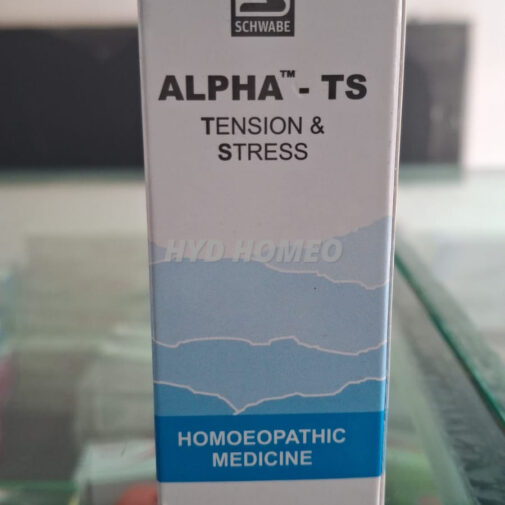 SCHWABE
ALPHA™ - TS
TENSION &
STRESS
HYD HOMEO
HOMOEOPATHIC
MEDICINE